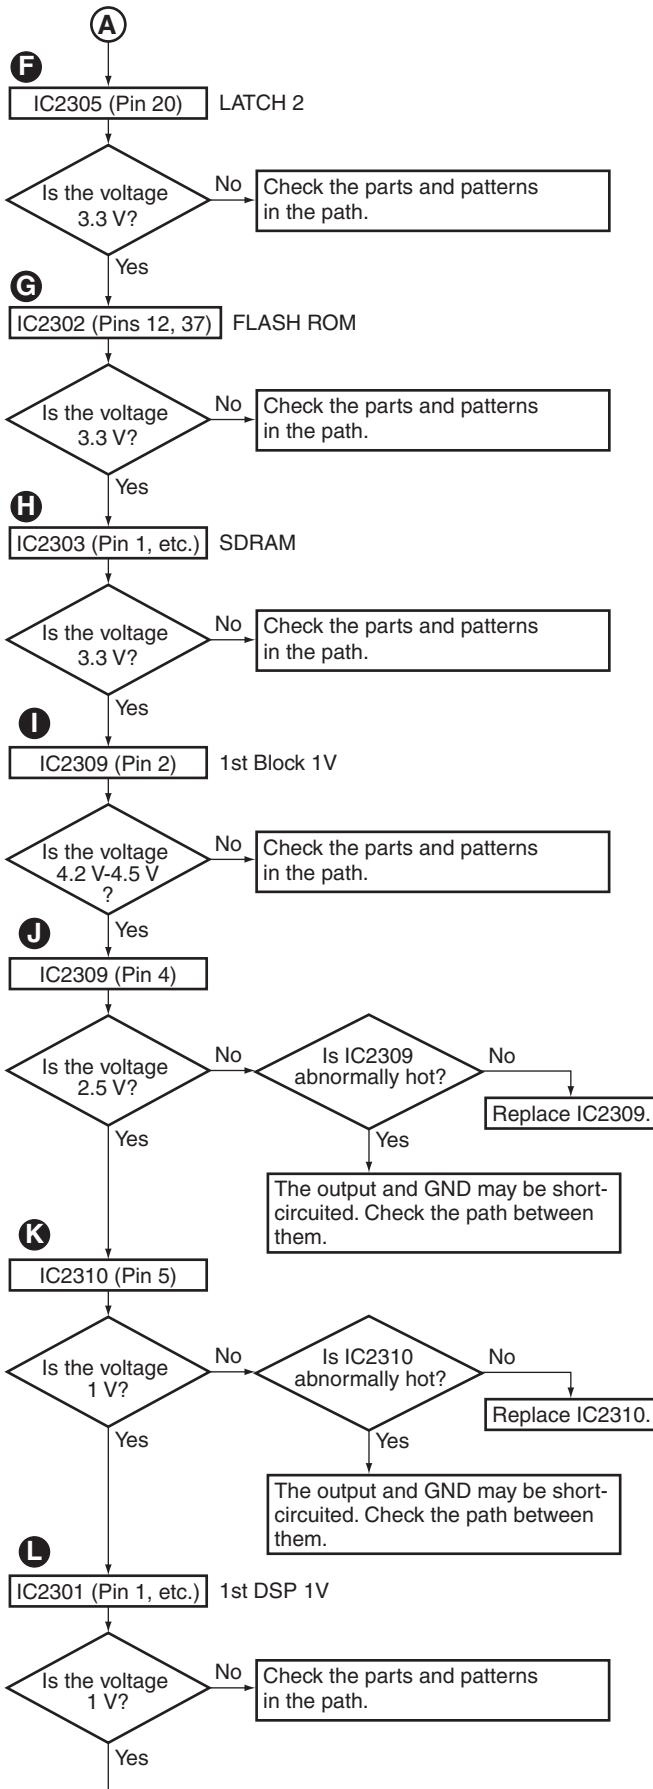 A
F
IC2305 (Pin 20)
LATCH 2
Is the voltage
3.3 V?
No
Check the parts and patterns
in the path.
Yes
G
IC2302 (Pins 12, 37)
FLASH ROM
Is the voltage
3.3 V?
No
Check the parts and patterns
in the path.
Yes
H
IC2303 (Pin 1, etc.)
SDRAM
Is the voltage
3.3 V?
No
Check the parts and patterns
in the path.
Yes
I
IC2309 (Pin 2)
1st Block 1V
Is the voltage
4.2 V-4.5 V
?
No
Check the parts and patterns
in the path.
Yes
J
IC2309 (Pin 4)
Is the voltage
2.5 V?
No
Is IC2309
abnormally hot?
No
Replace IC2309.
Yes
The output and GND may be short-
circuited. Check the path between
them.
Yes
K
IC2310 (Pin 5)
Is the voltage
1 V?
No
Is IC2310
abnormally hot?
No
Replace IC2310.
Yes
The output and GND may be short-
circuited. Check the path between
them.
Yes
L
IC2301 (Pin 1, etc.)
1st DSP 1V
Is the voltage
1 V?
No
Check the parts and patterns
in the path.
Yes